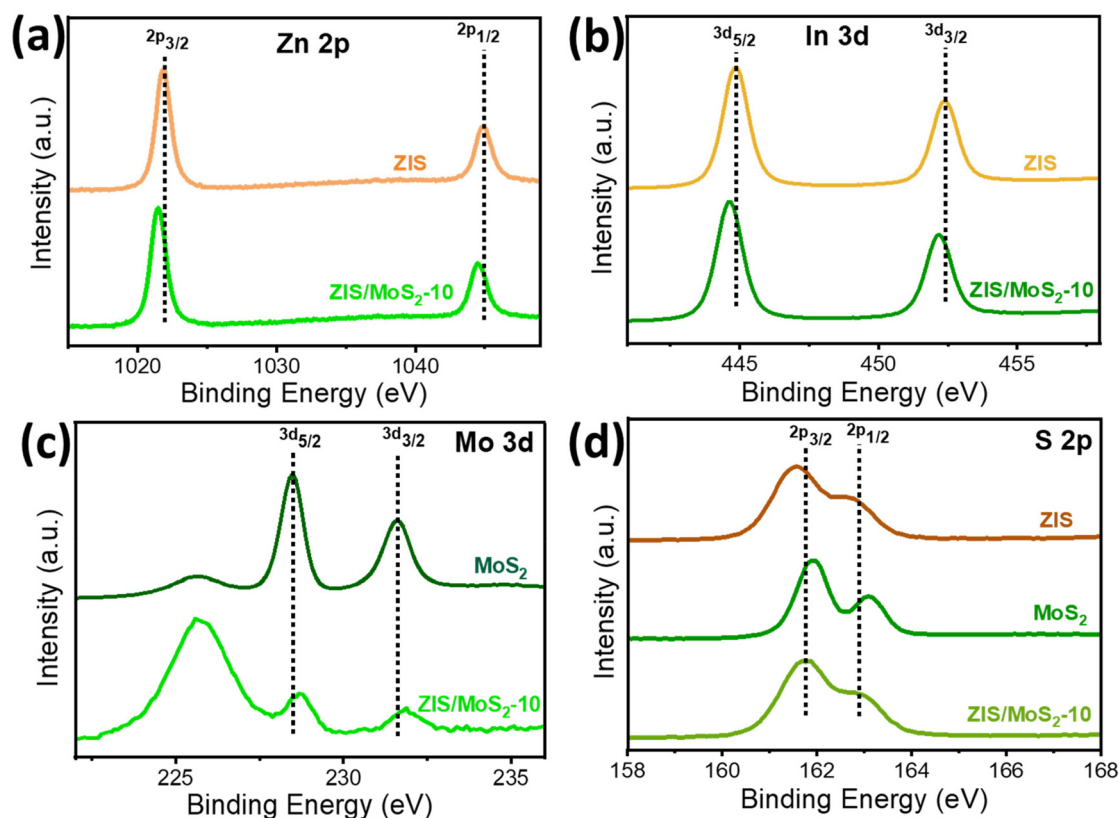 (a)
Zn 2p
2p3/2
2p1/2
ZIS
ZIS/MoS2-10
Intensity (a.u.)
1020
1030
1040
Binding Energy (eV)
(b)
In 3d
3d5/2
3d3/2
ZIS
ZIS/MoS2-10
Intensity (a.u.)
445
450
455
Binding Energy (eV)
(c)
Mo 3d
3d5/2
3d3/2
MoS2
ZIS/MoS2-10
Intensity (a.u.)
225
230
235
Binding Energy (eV)
(d)
S 2p
2p3/2
2p1/2
ZIS
MoS2
ZIS/MoS2-10
Intensity (a.u.)
158
160
162
164
166
168
Binding Energy (eV)